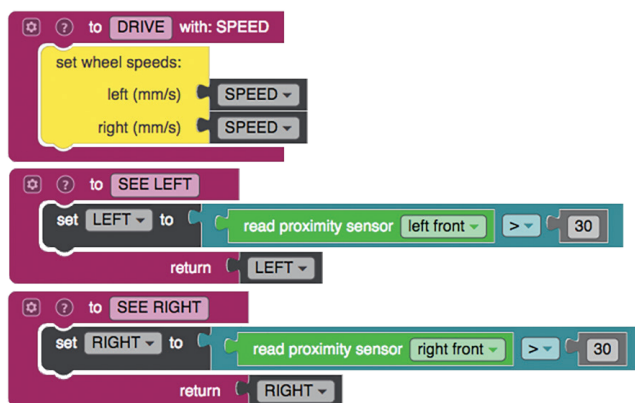 ? to DRIVE with: SPEED
set wheel speeds:
left (mm/s) SPEED
right (mm/s) SPEED
? to SEE LEFT
set LEFT to read proximity sensor left front > 30
return LEFT
? to SEE RIGHT
set RIGHT to read proximity sensor right front > 30
return RIGHT